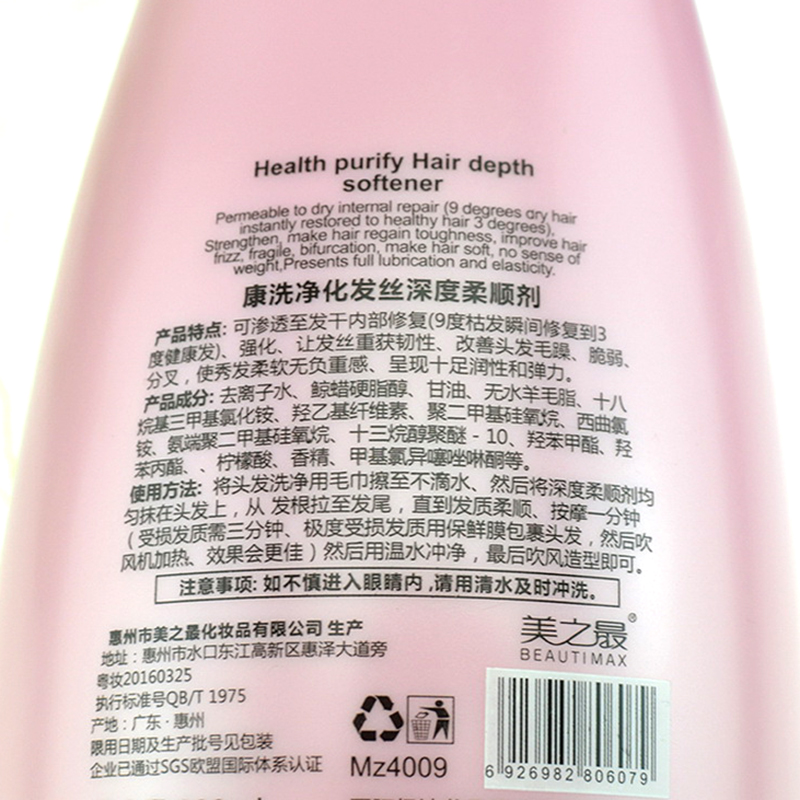 Health purify Hair depth
softener
Permeable to dry internal repair (9 degrees dry hair
instantly restored to healthy hair 3 degrees),
Strengthen, make hair regain toughness, improve hair
frizz, fragile, bifurcation, make hair soft, no sense of
weight,Presents full lubrication and elasticity.
康洗净化发丝深度柔顺剂
产品特点: 可渗透至发干内部修复(9度枯发瞬间修复到3
度健康发)、强化、让发丝重获韧性、改善头发毛躁、脆弱、
分叉，使秀发柔软无负重感、呈现十足润性和弹力。
产品成分: 去离子水、鲸蜡硬脂醇、甘油、无水羊毛脂、十八
烷基三甲基氯化铵、羟乙基纤维素、聚二甲基硅氧烷、西曲氯
铵、氨端聚二甲基硅氧烷、十三烷醇聚醚 - 10、羟苯甲酯、羟
苯丙酯、、柠檬酸、香精、甲基氯异噻唑啉酮等。
使用方法: 将头发洗净用毛巾擦至不滴水、然后将深度柔顺剂均
匀抹在头发上，从 发根拉至发尾，直到发质柔顺、按摩一分钟
（受损发质需三分钟、极度受损发质用保鲜膜包裹头发，然后吹
风机加热、效果会更佳）然后用温水冲净，最后吹风造型即可。
注意事项: 如不慎进入眼睛内 ,请用清水及时冲洗。
惠州市美之最化妆品有限公司 生产
地址：惠州市水口东江高新区惠泽大道旁
粤妆20160325
执行标准号QB/T 1975
产地：广东 · 惠州
限用日期及生产批号见包装
企业已通过SGS欧盟国际体系认证
美之最®
BEAUTIMAX
Mz4009
6 926982 806079